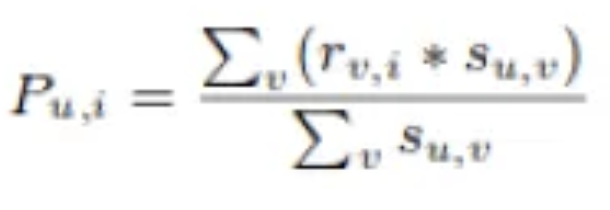 P_{u,i} = \frac{\sum_v (r_{v,i} * s_{u,v})}{\sum_v s_{u,v}}